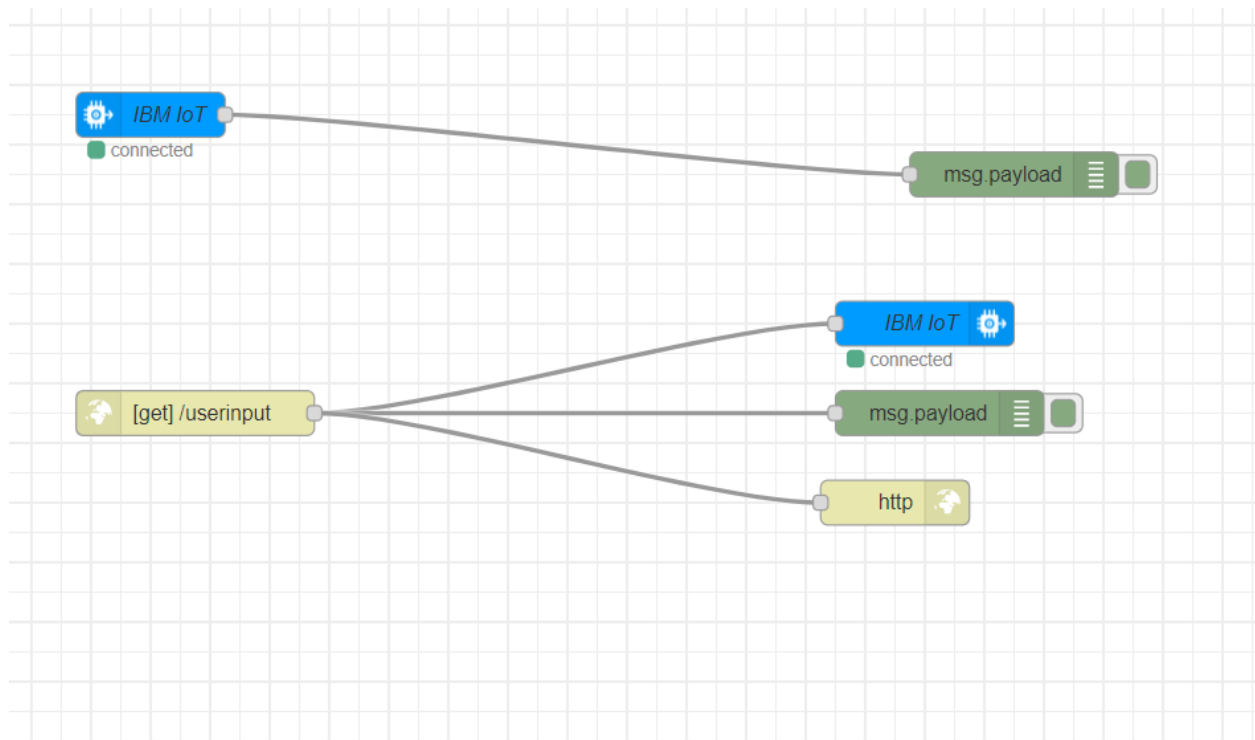 IBM IoT
connected
msg.payload
IBM IoT
connected
[get] /userinput
msg.payload
http